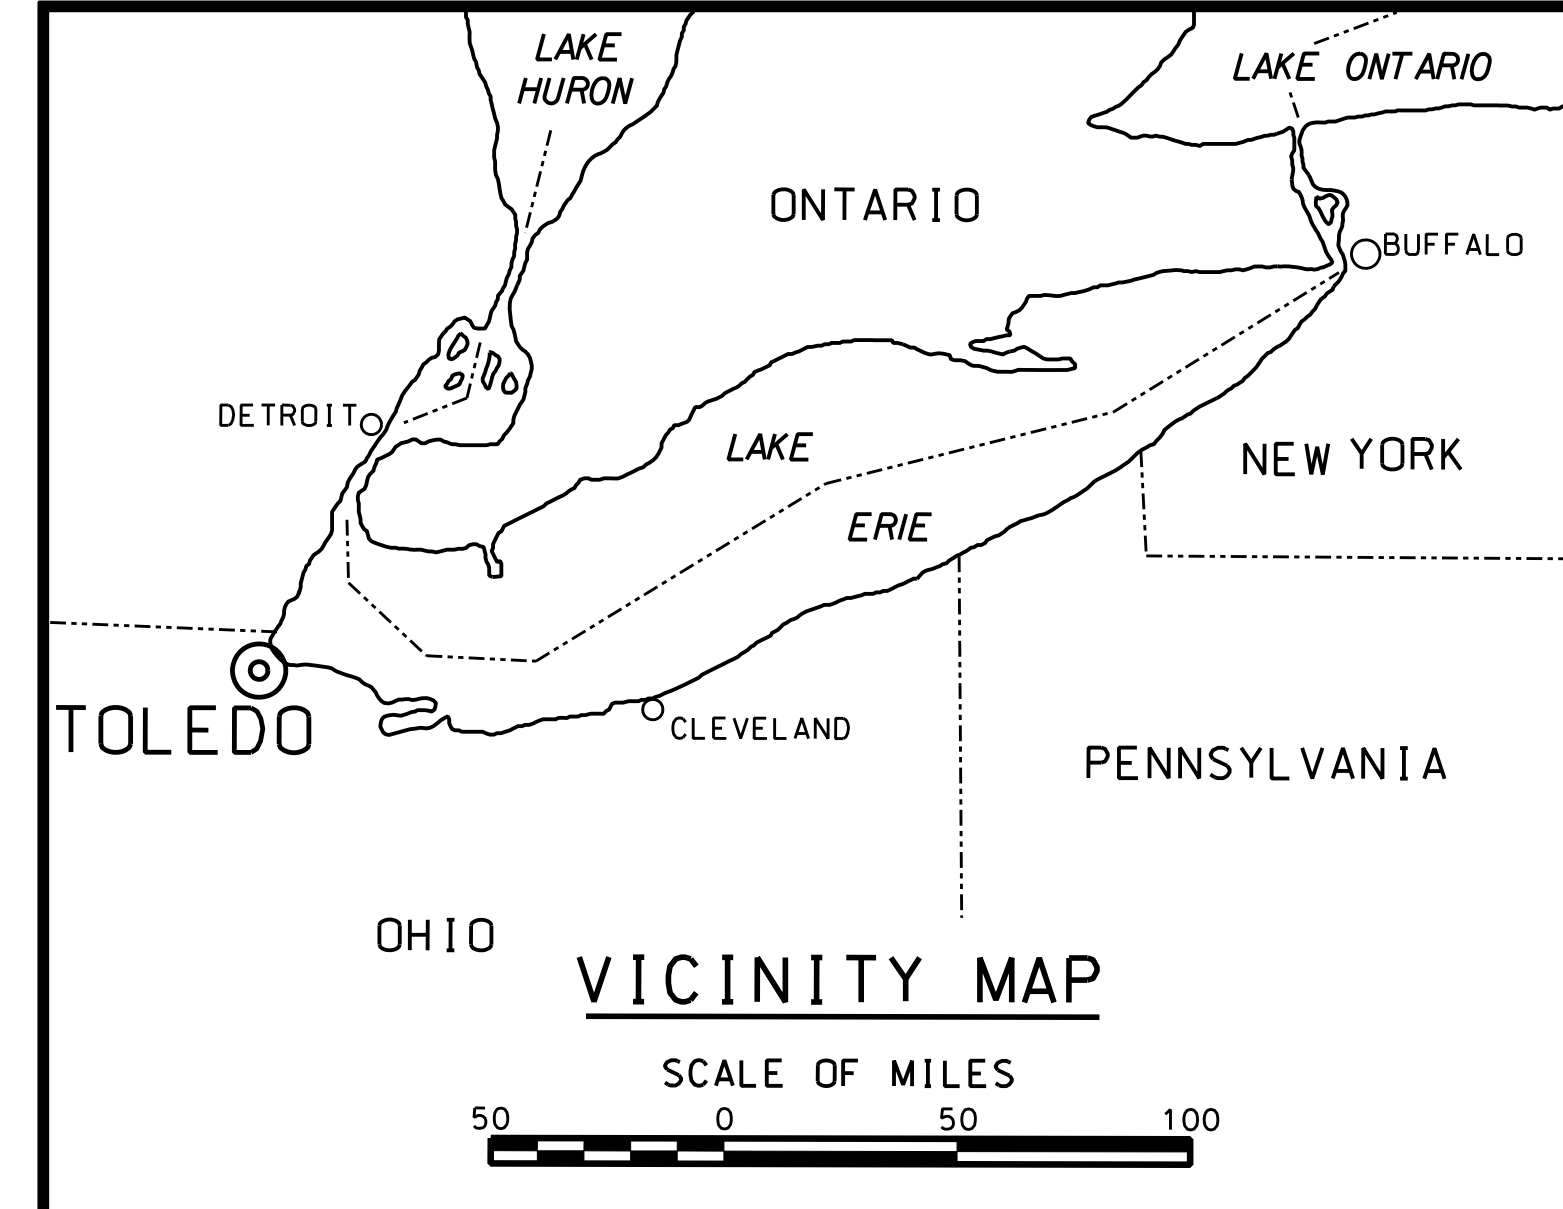 LAKE
HURON
LAKE ONTARIO
ONTARIO
BUFFALO
DETROIT
LAKE
ERIE
NEW YORK
TOLEDO
CLEVELAND
PENNSYLVANIA
OHIO
VICINITY MAP
SCALE OF MILES
50 0 50 100